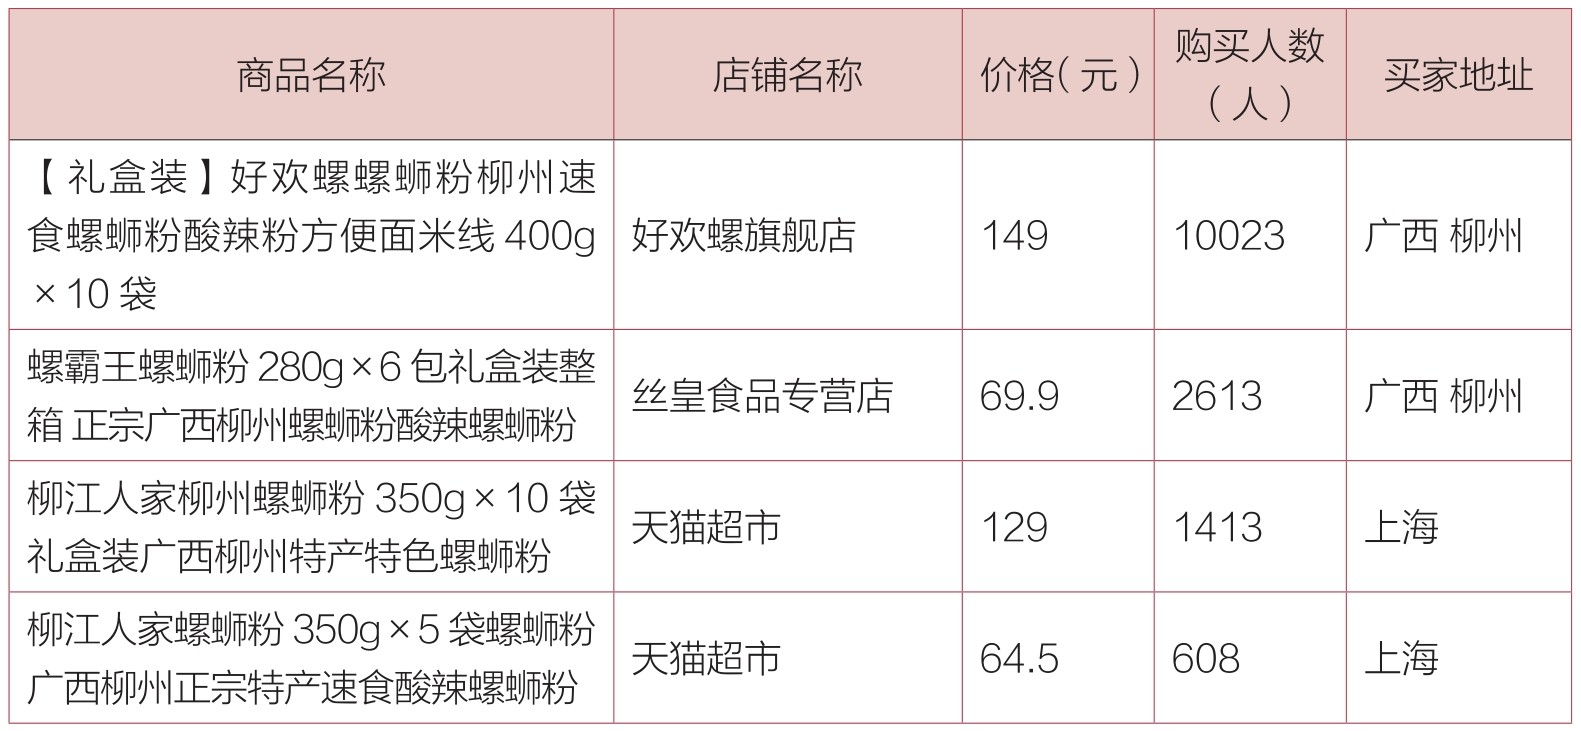 商品名称
店铺名称
价格（元）
购买人数
（人）
买家地址
【礼盒装】好欢螺螺蛳粉柳州速
食螺蛳粉酸辣粉方便面米线 400g
×10 袋
好欢螺旗舰店
149
10023
广西 柳州
螺霸王螺蛳粉 280g×6 包礼盒装整
箱 正宗广西柳州螺蛳粉酸辣螺蛳粉
丝皇食品专营店
69.9
2613
广西 柳州
柳江人家柳州螺蛳粉 350g×10 袋
礼盒装广西柳州特产特色螺蛳粉
天猫超市
129
1413
上海
柳江人家螺蛳粉 350g×5 袋螺蛳粉
广西柳州正宗特产速食酸辣螺蛳粉
天猫超市
64.5
608
上海